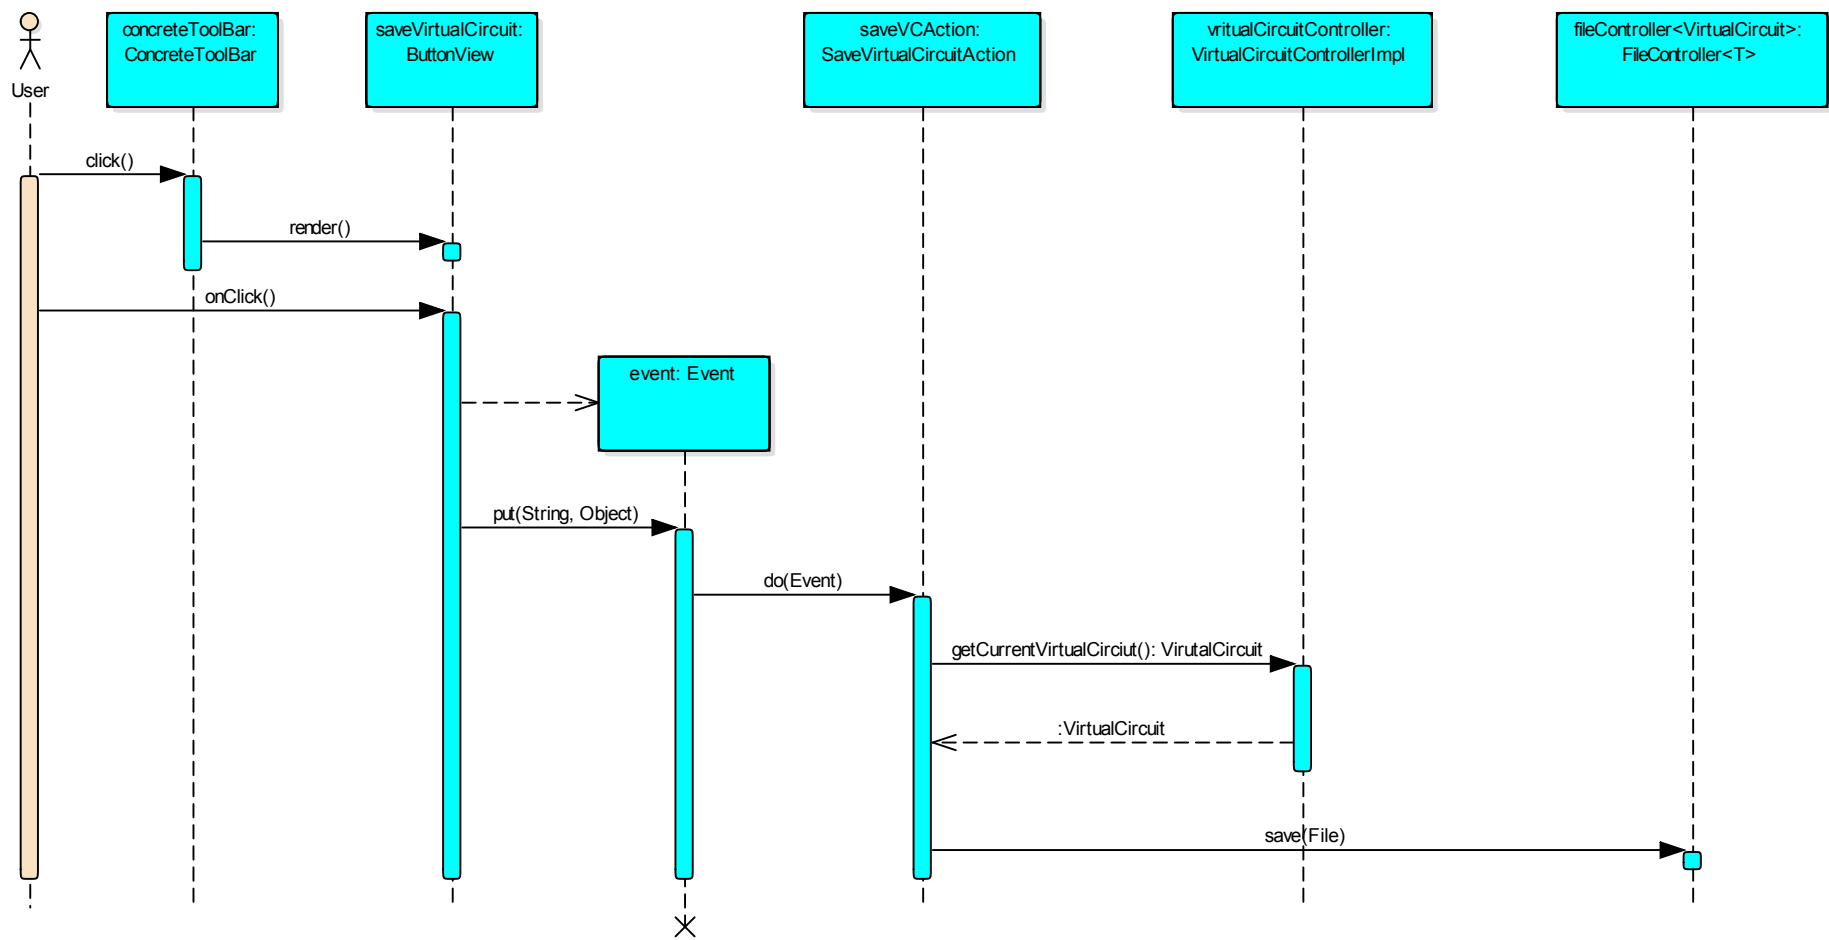 User
concreteToolBar:
ConcreteToolBar
saveVirtualCircuit:
ButtonView
saveVCAction:
SaveVirtualCircuitAction
vritualCircuitController:
VirtualCircuitControllerImpl
fileController<VirtualCircuit>:
FileController<T>
click()
render()
onClick()
event: Event
put(String, Object)
do(Event)
getCurrentVirtualCirciut(): VirutalCircuit
:VirtualCircuit
save(File)